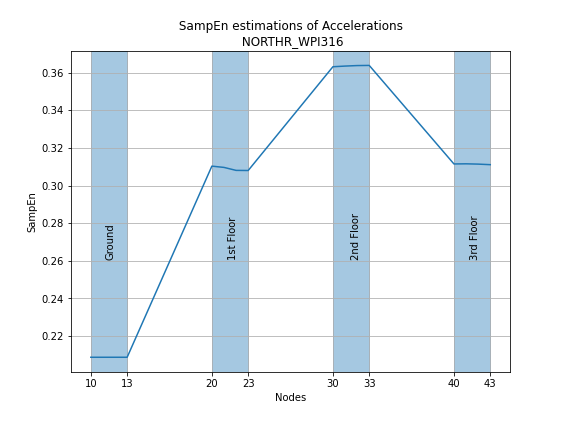 SampEn estimations of Accelerations
NORTHR_WPI316
SampEn
0.36
0.34
0.32
0.30
0.28
0.26
0.24
0.22
Ground
1st Floor
2nd Floor
3rd Floor
10
13
20
23
30
33
40
43
Nodes